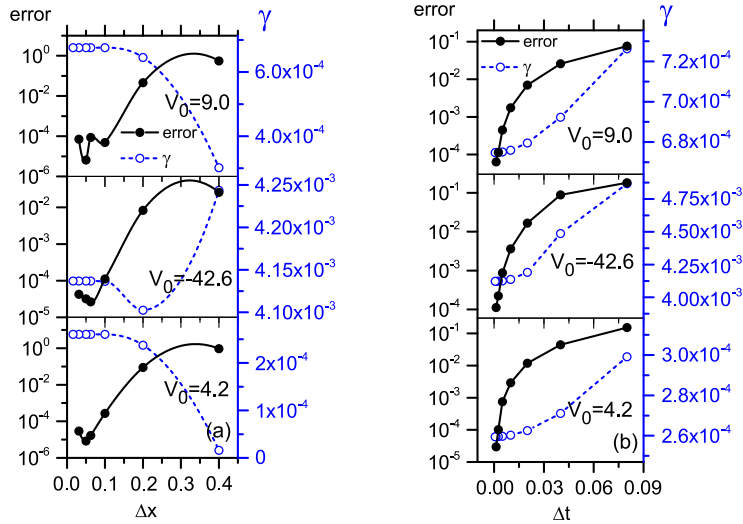 error γ
10⁰
10⁻²
10⁻⁴
10⁻⁶
6.0x10⁻⁴
4.0x10⁻⁴
V₀=9.0
error
γ
10⁻²
10⁻³
10⁻⁴
10⁻⁵
4.25x10⁻³
4.20x10⁻³
4.13x10⁻³
4.10x10⁻³
V₀=-42.6
10⁰
10⁻²
10⁻⁴
10⁻⁶
2x10⁻⁴
1x10⁻⁴
0
V₀=4.2
(a)
0.0 0.1 0.2 0.3 0.4
Δx
error γ
10⁻¹
10⁻²
10⁻³
10⁻⁴
7.2x10⁻⁴
7.0x10⁻⁴
6.8x10⁻⁴
error
γ
V₀=9.0
10⁻¹
10⁻²
10⁻³
10⁻⁴
4.75x10⁻³
4.50x10⁻³
4.12x10⁻³
4.00x10⁻³
V₀=-42.6
10⁻¹
10⁻²
10⁻³
10⁻⁴
10⁻⁵
3.0x10⁻⁴
2.8x10⁻⁴
2.6x10⁻⁴
V₀=4.2
(b)
0.00 0.03 0.06 0.09
Δt